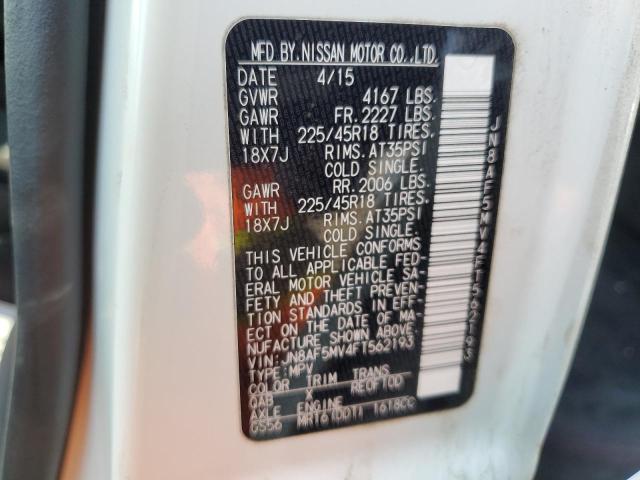 MFD BY. NISSAN MOTOR CO., LTD.
DATE 4/15
GVWR 4167 LBS.
GAWR FR. 2227 LBS.
WITH 225/45R18 TIRES.
18X7J RIMS. AT35PSI
COLD SINGLE.
GAWR RR. 2006 LBS.
WITH 225/45R18 TIRES.
18X7J RIMS. AT35PSI
COLD SINGLE.
THIS VEHICLE CONFORMS
TO ALL APPLICABLE FED-
ERAL MOTOR VEHICLE SA-
FETY AND THEFT PREVEN-
TION STANDARDS IN EFF-
ECT ON THE DATE OF MA-
NUFACTURE SHOWN ABOVE.
VIN: JN8AF5MV4FT562193
TYPE: MPV
COLOR TRIM TRANS
QAB X RE0F10D
AXLE ENGINE
GS56 MR16(DDT) 1618CC
JN8AF5MV4FT562193